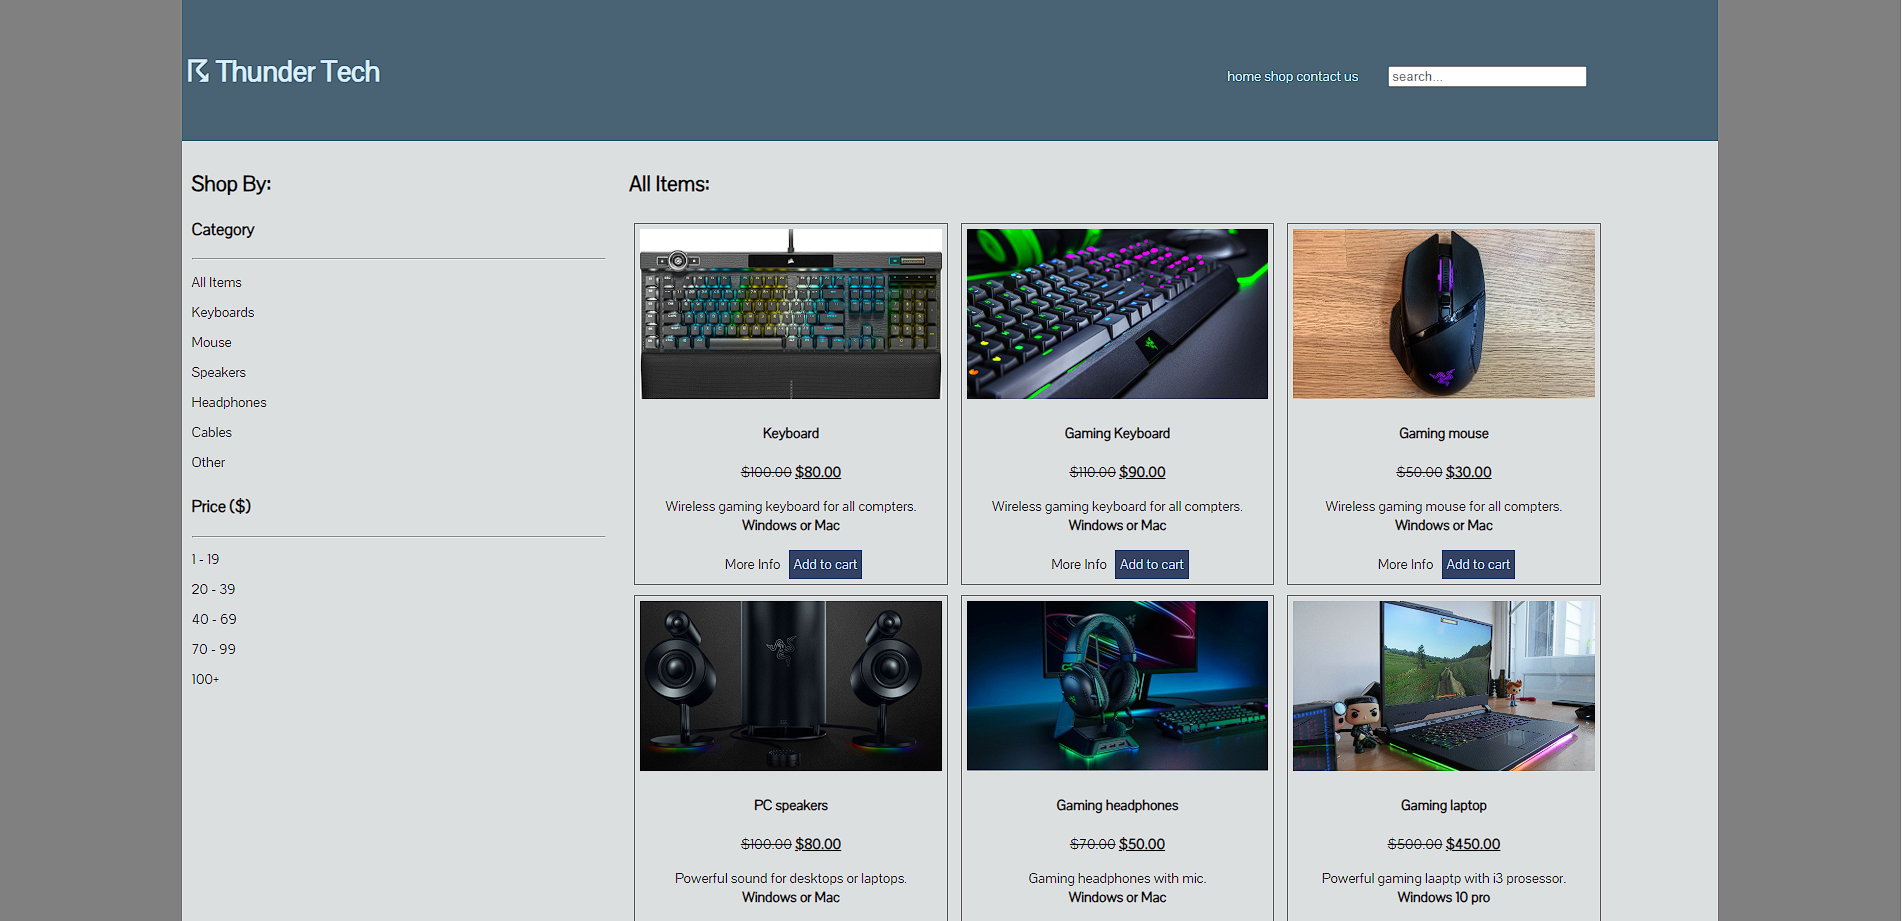 Thunder Tech
home shop contact us
search...
Shop By:
Category
All Items
Keyboards
Mouse
Speakers
Headphones
Cables
Other
Price ($)
1 - 19
20 - 39
40 - 69
70 - 99
100+
All Items:
Keyboard
$100.00 $80.00
Wireless gaming keyboard for all compters.
Windows or Mac
More Info Add to cart
Gaming Keyboard
$110.00 $90.00
Wireless gaming keyboard for all compters.
Windows or Mac
More Info Add to cart
Gaming mouse
$50.00 $30.00
Wireless gaming mouse for all compters.
Windows or Mac
More Info Add to cart
PC speakers
$100.00 $80.00
Powerful sound for desktops or laptops.
Windows or Mac
Gaming headphones
$70.00 $50.00
Gaming headphones with mic.
Windows or Mac
Gaming laptop
$500.00 $450.00
Powerful gaming laaptp with i3 prosessor.
Windows 10 pro